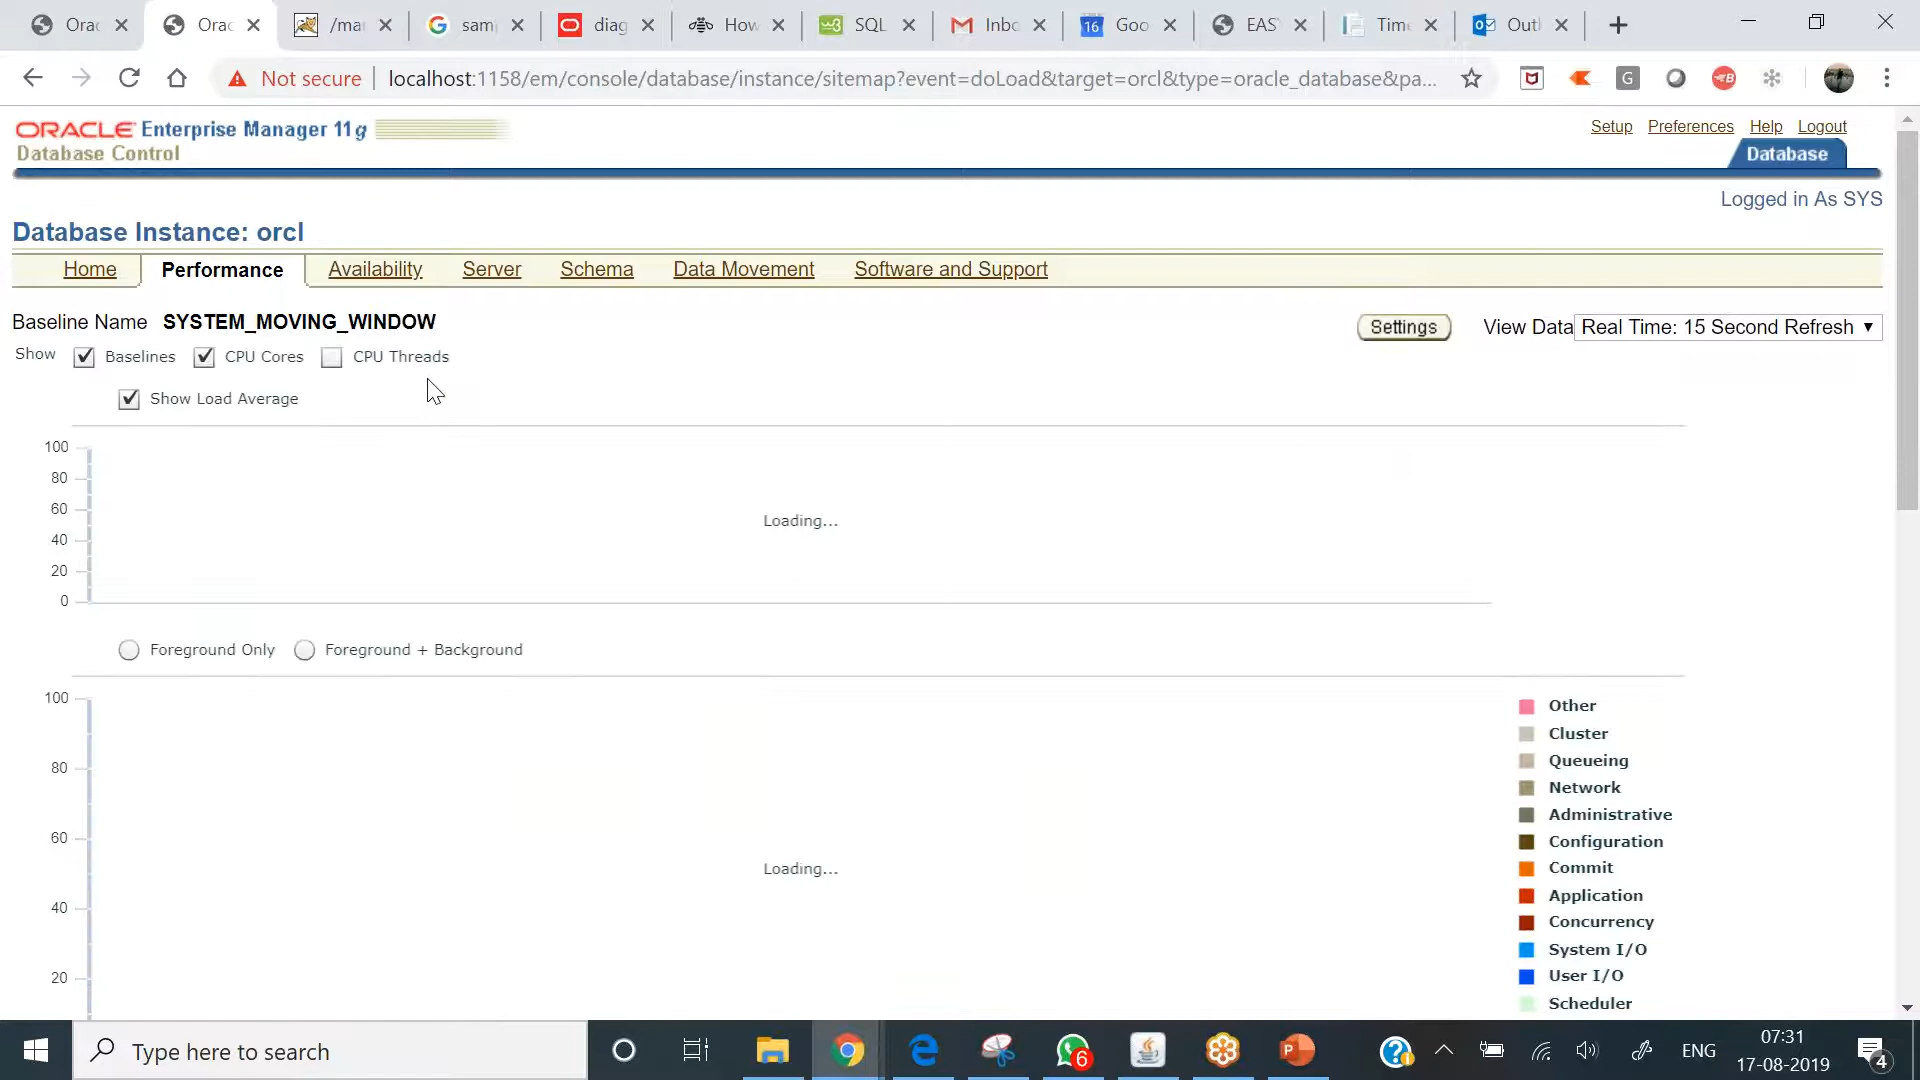 Orac
Orac
/mar
sam
diag
How
SQL
Inbo
16
Goo
EAS
Time
Outl
Not secure
localhost:1158/em/console/database/instance/sitemap?event=doLoad&target=orcl&type=oracle_database&pa...
ORACLE Enterprise Manager 11g
Database Control
Setup Preferences Help Logout
Database
Logged in As SYS
Database Instance: orcl
Home Performance Availability Server Schema Data Movement Software and Support
Baseline Name SYSTEM_MOVING_WINDOW
Settings
View Data Real Time: 15 Second Refresh
Show Baselines CPU Cores CPU Threads
Show Load Average
100
80
60
40
20
0
Loading...
Foreground Only Foreground + Background
100
80
60
40
20
Loading...
Other
Cluster
Queueing
Network
Administrative
Configuration
Commit
Application
Concurrency
System I/O
User I/O
Scheduler
Type here to search
6
ENG
07:31
17-08-2019
4